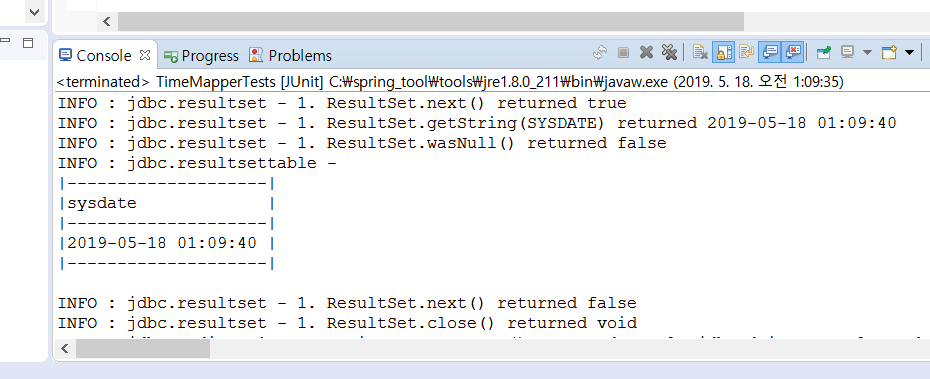 Console Progress Problems
<terminated> TimeMapperTests [JUnit] C:₩spring_tool₩tools₩jre1.8.0_211₩bin₩javaw.exe (2019. 5. 18. 오전 1:09:35)
INFO : jdbc.resultset - 1. ResultSet.next() returned true
INFO : jdbc.resultset - 1. ResultSet.getString(SYSDATE) returned 2019-05-18 01:09:40
INFO : jdbc.resultset - 1. ResultSet.wasNull() returned false
INFO : jdbc.resultsettable -
|--------------------|
|sysdate             |
|--------------------|
|2019-05-18 01:09:40 |
|--------------------|
INFO : jdbc.resultset - 1. ResultSet.next() returned false
INFO : jdbc.resultset - 1. ResultSet.close() returned void